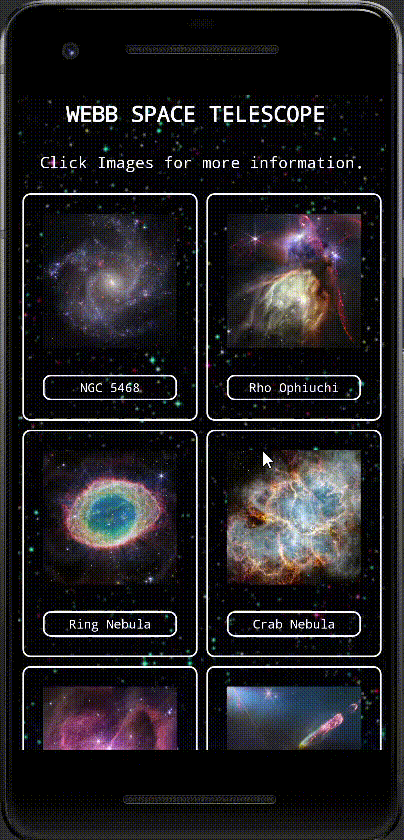 WEBB SPACE TELESCOPE
Click Images for more information.
NGC 5468
Rho Ophiuchi
Ring Nebula
Crab Nebula